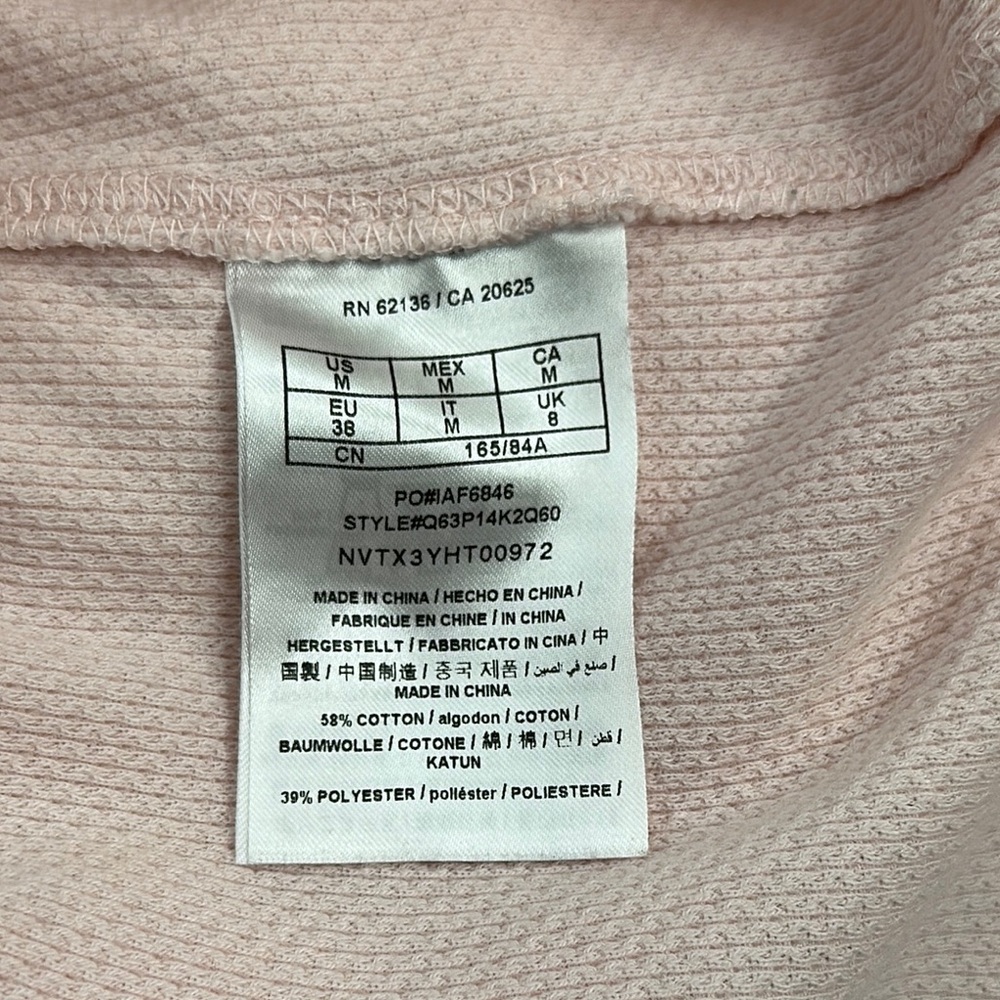 RN 62136 / CA 20625
US MEX CA
M M M
EU IT UK
38 M 8
CN 165/84A
PO#IAF6846
STYLE#Q63P14K2Q60
NVTX3YHT00972
MADE IN CHINA / HECHO EN CHINA /
FABRIQUE EN CHINE / IN CHINA
HERGESTELLT / FABBRICATO IN CINA / 中
国製 / 中国制造 / 중국 제품 / صنع في الصين /
MADE IN CHINA
58% COTTON / algodon / COTON /
BAUMWOLLE / COTONE / 綿 / 棉 / 면 / قطن /
KATUN
39% POLYESTER / poliéster / POLIESTERE /